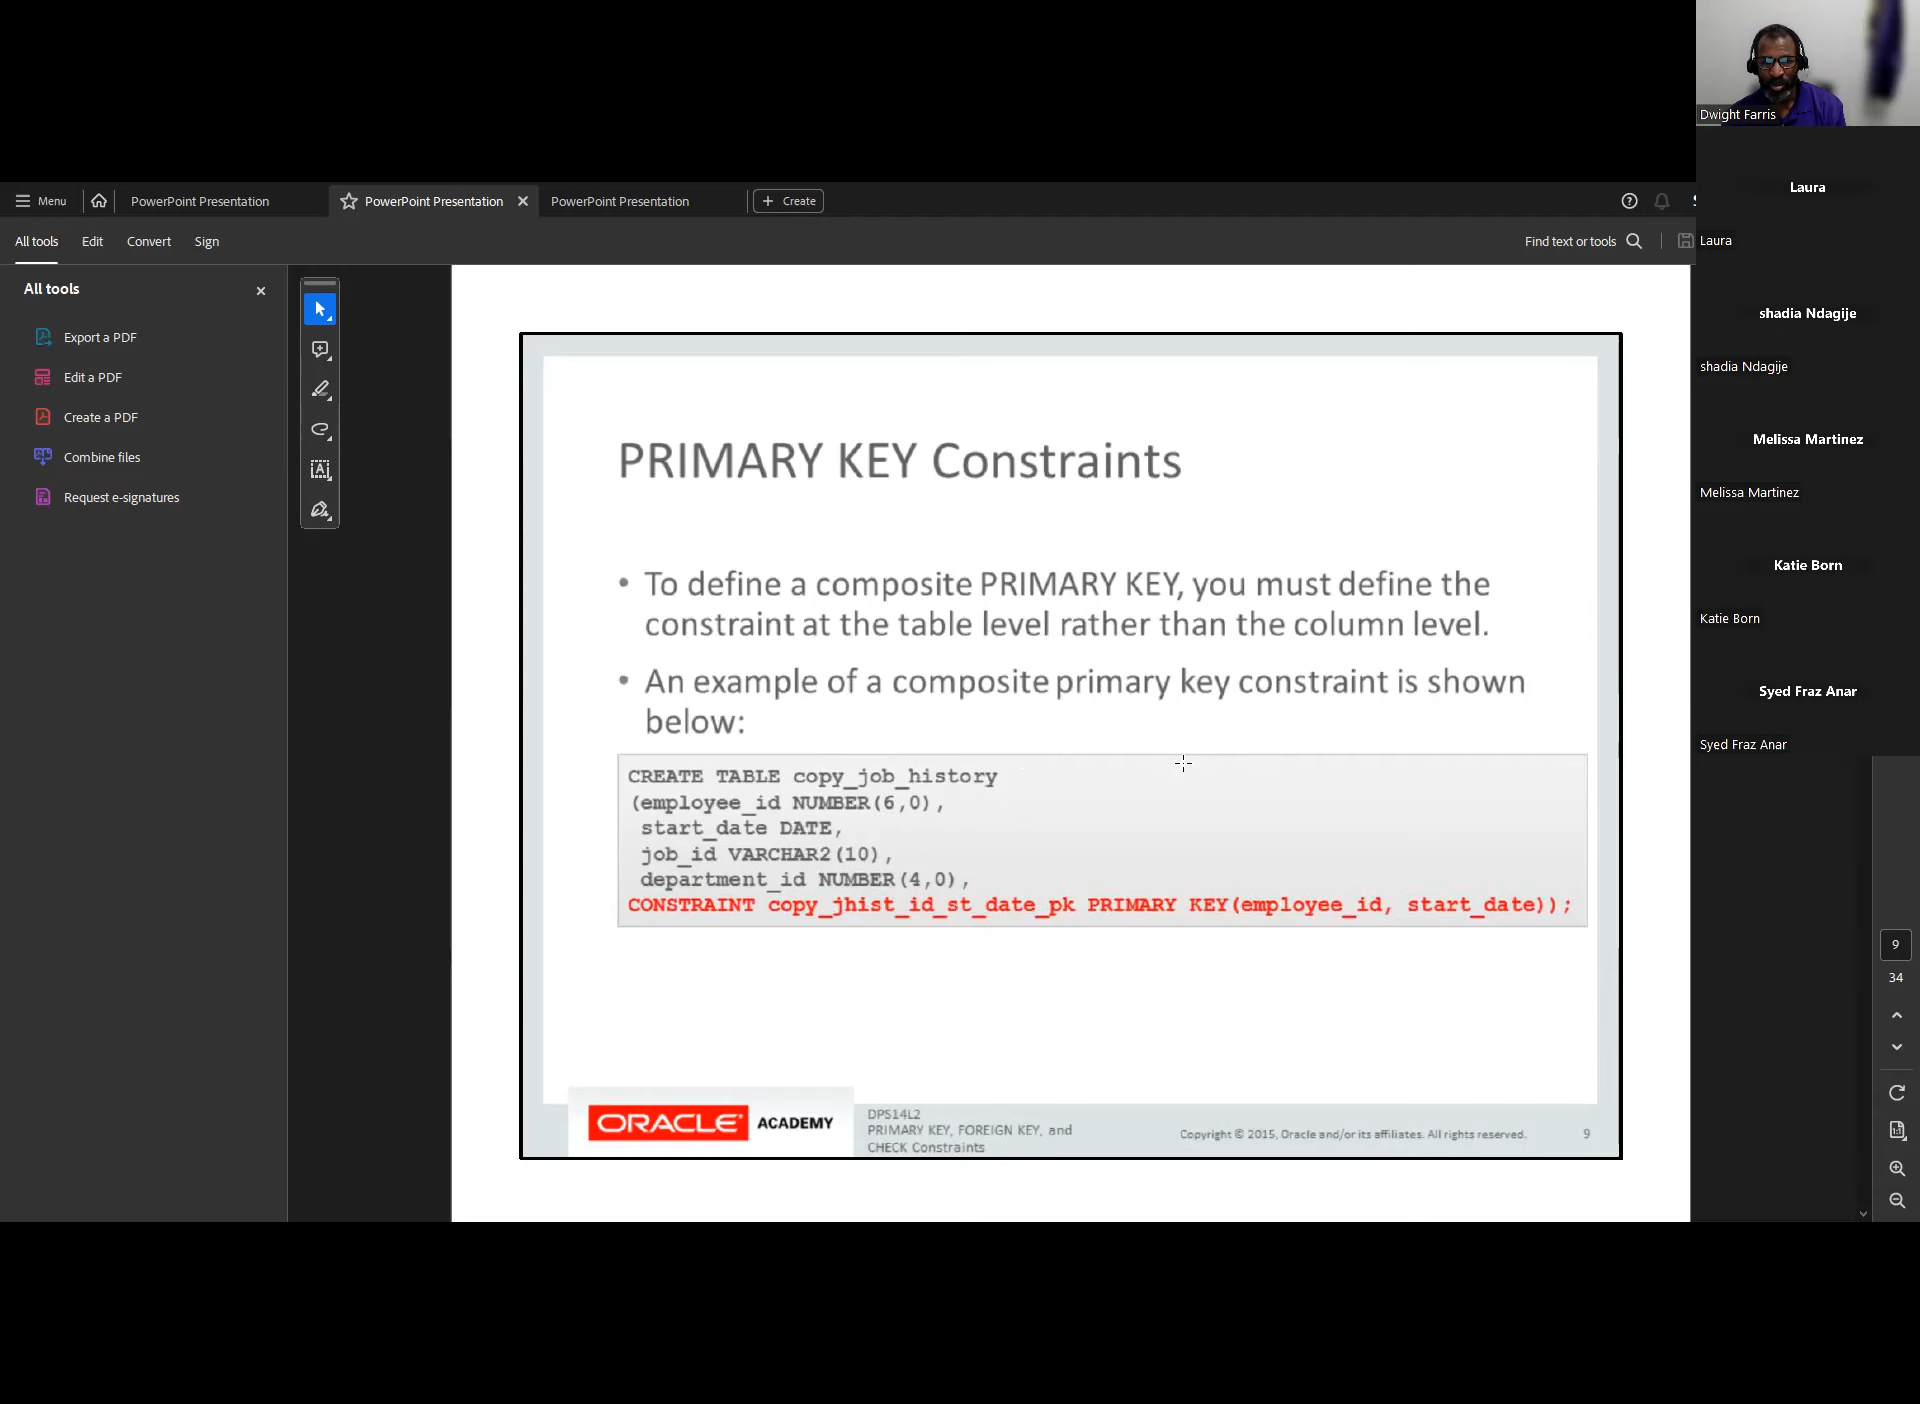 Dwight Farris
Menu
PowerPoint Presentation
PowerPoint Presentation
PowerPoint Presentation
Create
All tools
Edit
Convert
Sign
Find text or tools
All tools
Export a PDF
Edit a PDF
Create a PDF
Combine files
Request e-signatures
PRIMARY KEY Constraints
• To define a composite PRIMARY KEY, you must define the
constraint at the table level rather than the column level.
• An example of a composite primary key constraint is shown
below:
CREATE TABLE copy_job_history
(employee_id NUMBER(6,0),
start_date DATE,
job_id VARCHAR2(10),
department_id NUMBER(4,0),
CONSTRAINT copy_jhist_id_st_date_pk PRIMARY KEY(employee_id, start_date));
ORACLE ACADEMY
DPS14L2
PRIMARY KEY, FOREIGN KEY, and
CHECK Constraints
Copyright © 2015, Oracle and/or its affiliates. All rights reserved.
9
Laura
Laura
shadia Ndagije
shadia Ndagije
Melissa Martinez
Melissa Martinez
Katie Born
Katie Born
Syed Fraz Anar
Syed Fraz Anar
9
34